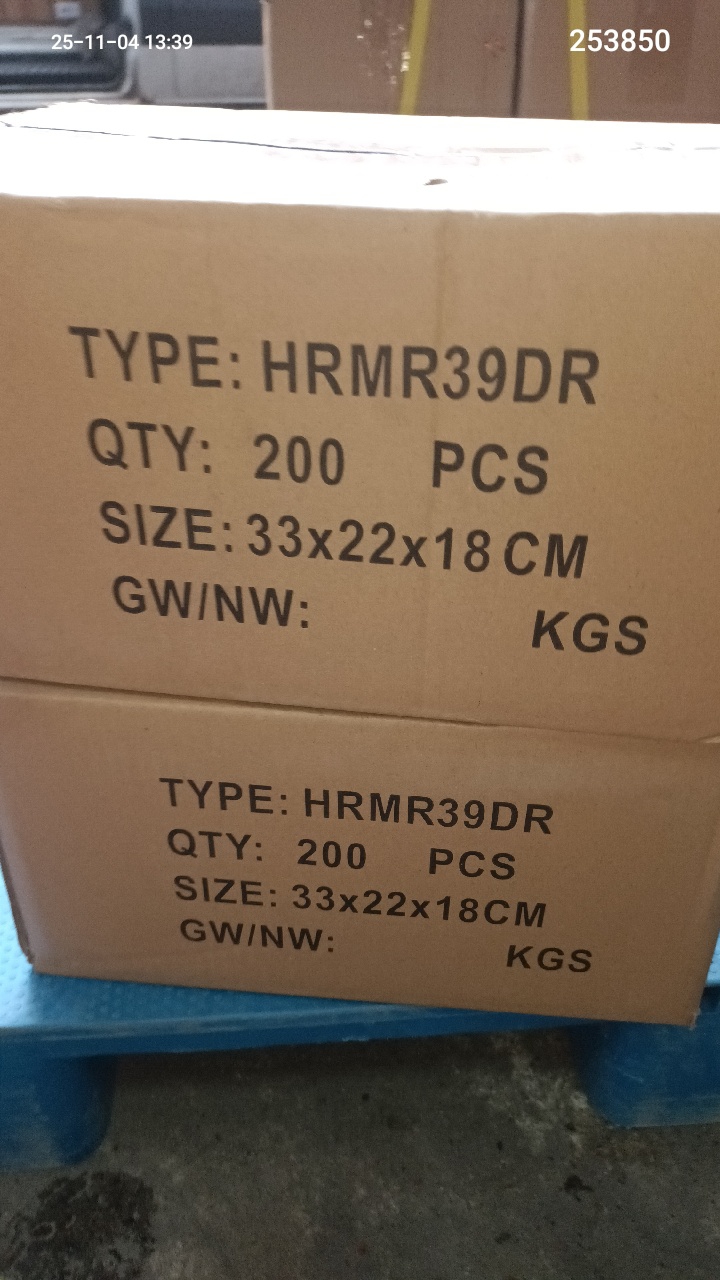 25-11-04 13:39
253850
TYPE: HRMR39DR
QTY: 200 PCS
SIZE: 33x22x18 CM
GW/NW: KGS
TYPE: HRMR39DR
QTY: 200 PCS
SIZE: 33x22x18CM
GW/NW: KGS